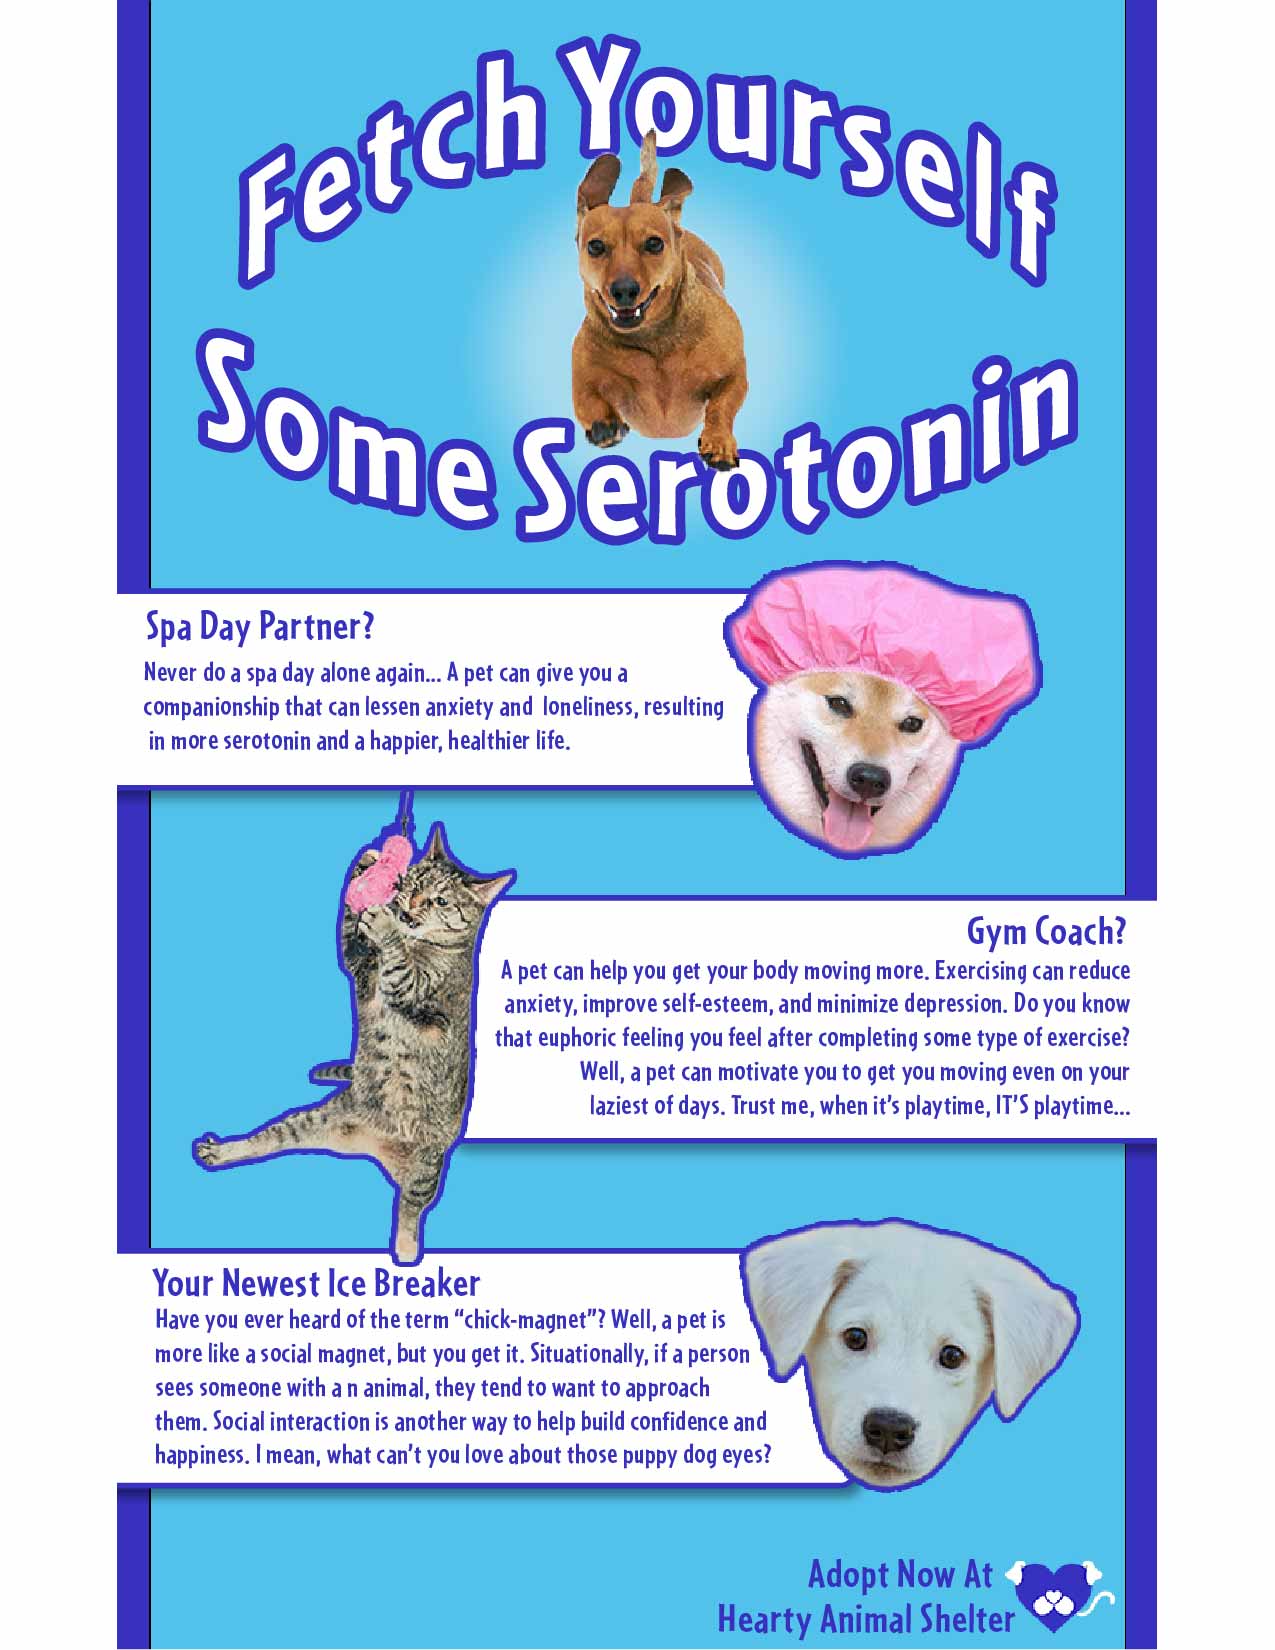 Fetch Yourself
Some Serotonin
Spa Day Partner?
Never do a spa day alone again... A pet can give you a
companionship that can lessen anxiety and loneliness, resulting
in more serotonin and a happier, healthier life.
Gym Coach?
A pet can help you get your body moving more. Exercising can reduce
anxiety, improve self-esteem, and minimize depression. Do you know
that euphoric feeling you feel after completing some type of exercise?
Well, a pet can motivate you to get you moving even on your
laziest of days. Trust me, when it's playtime, IT'S playtime...
Your Newest Ice Breaker
Have you ever heard of the term “chick-magnet”? Well, a pet is
more like a social magnet, but you get it. Situationally, if a person
sees someone with a n animal, they tend to want to approach
them. Social interaction is another way to help build confidence and
happiness. I mean, what can't you love about those puppy dog eyes?
Adopt Now At
Hearty Animal Shelter